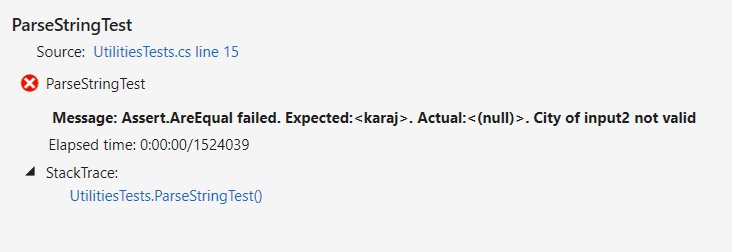 ParseStringTest
Source: UtilitiesTests.cs line 15
ParseStringTest
Message: Assert.AreEqual failed. Expected:<karaj>. Actual:<(null)>. City of input2 not valid
Elapsed time: 0:00:00/1524039
StackTrace:
UtilitiesTests.ParseStringTest()